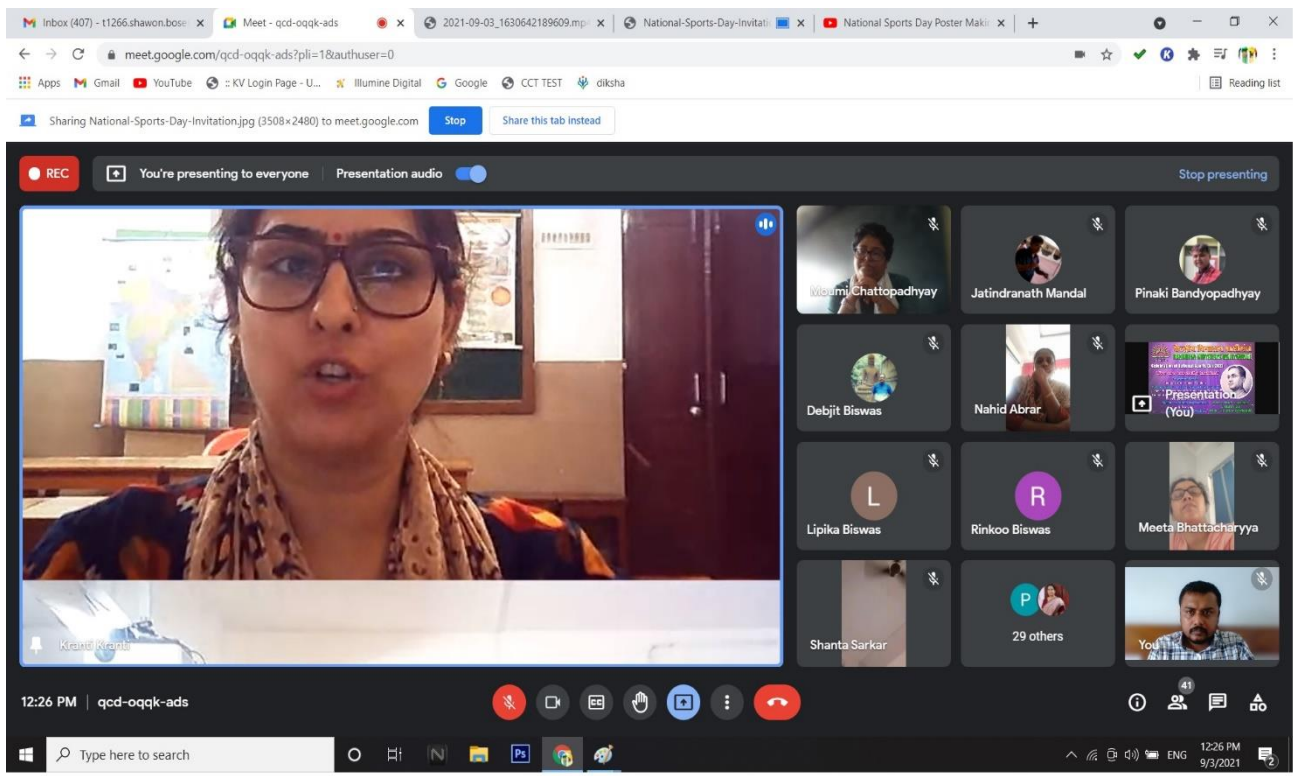 Inbox (407) - t1266.shawon.bose
Meet - qcd-oqqk-ads
2021-09-03_1630642189609.mp
National-Sports-Day-Invitati
National Sports Day Poster Maki
meet.google.com/qcd-oqqk-ads?pli=1&authuser=0
Apps
Gmail
YouTube
:: KV Login Page - U...
Illumine Digital
Google
CCT TEST
diksha
Reading list
Sharing National-Sports-Day-Invitation.jpg (3508×2480) to meet.google.com
Stop
Share this tab instead
REC
You're presenting to everyone
Presentation audio
Stop presenting
Moumi Chattopadhyay
Jatindranath Mandal
Pinaki Bandyopadhyay
Debjit Biswas
Nahid Abrar
Presentation
(You)
L
Lipika Biswas
R
Rinkoo Biswas
Meeta Bhattacharyya
Kranti Kranti
Shanta Sarkar
P
29 others
You
12:26 PM | qcd-oqqk-ads
CC
41
Type here to search
N
Ps
ENG
12:26 PM
9/3/2021
2